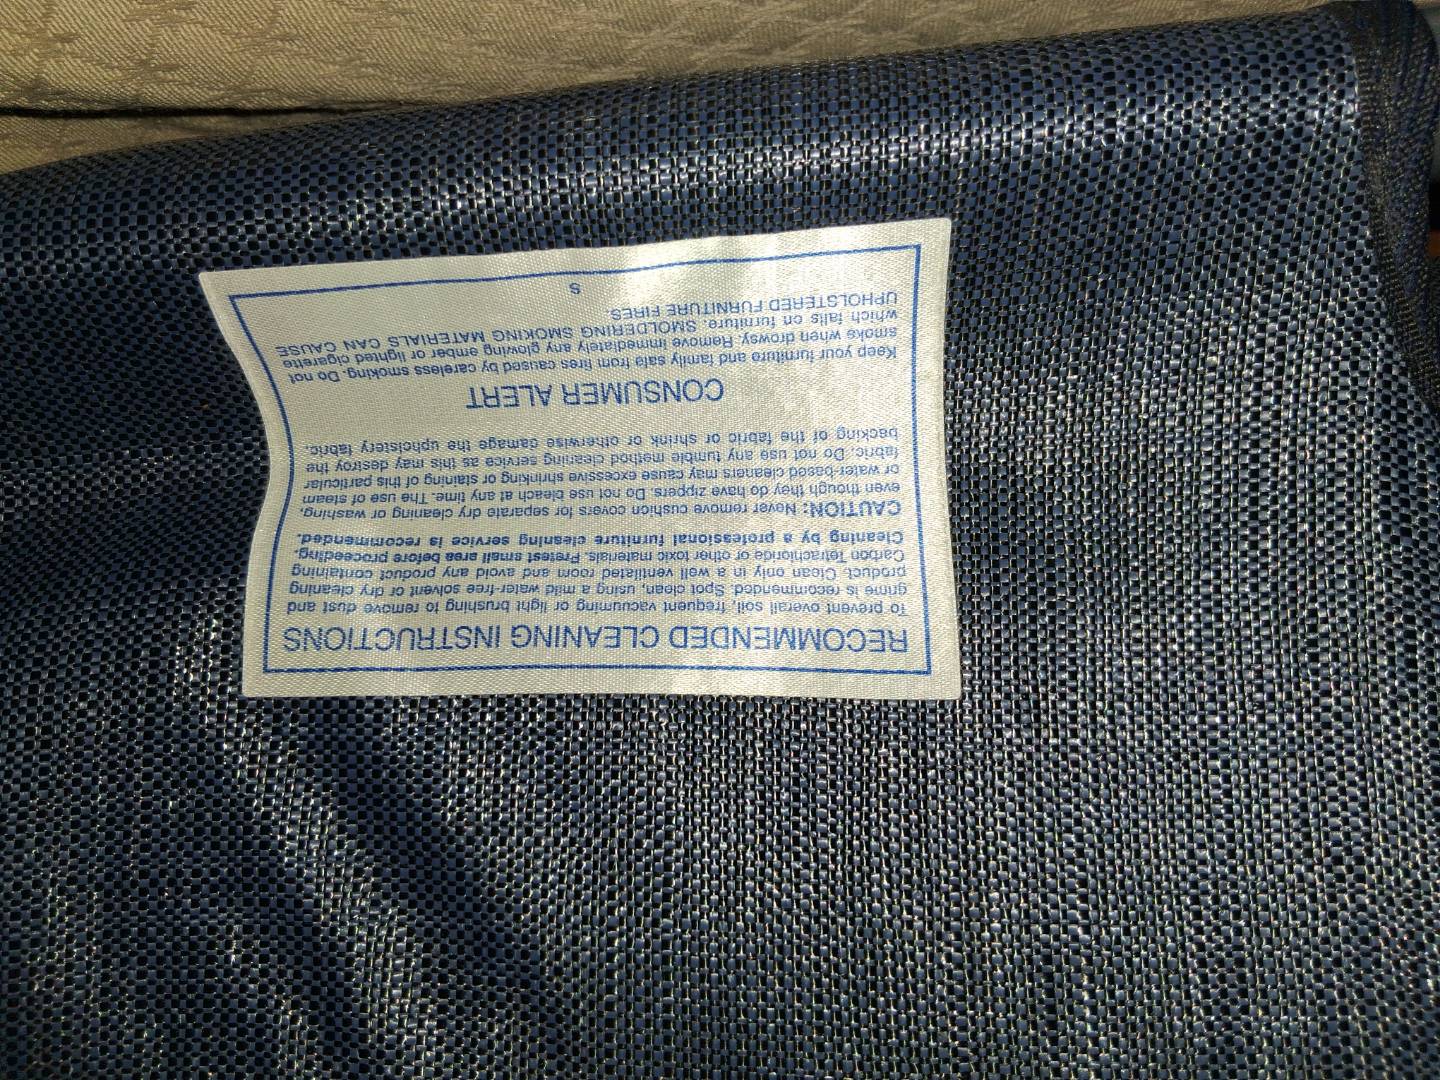 RECOMMENDED CLEANING INSTRUCTIONS
To prevent overall soil, frequent vacuuming or light brushing to remove dust and
grime is recommended. Spot clean, using a mild water-free solvent or dry cleaning
product. Clean only in a well ventilated room and avoid any product containing
Carbon Tetrachloride or other toxic materials. Pretest small area before proceeding.
Cleaning by a professional furniture cleaning service is recommended.
CAUTION: Never remove cushion covers for separate dry cleaning or washing,
even though they do have zippers. Do not use bleach at any time. The use of steam
or water-based cleaners may cause excessive shrinking or staining of this particular
fabric. Do not use any tumble method cleaning service as this may destroy the
backing of the fabric or shrink or otherwise damage the upholstery fabric.
CONSUMER ALERT
Keep your furniture and family safe from fires caused by careless smoking. Do not
smoke when drowsy. Remove immediately any glowing ember or lighted cigarette
which falls on furniture. SMOLDERING SMOKING MATERIALS CAN CAUSE
UPHOLSTERED FURNITURE FIRES.
S